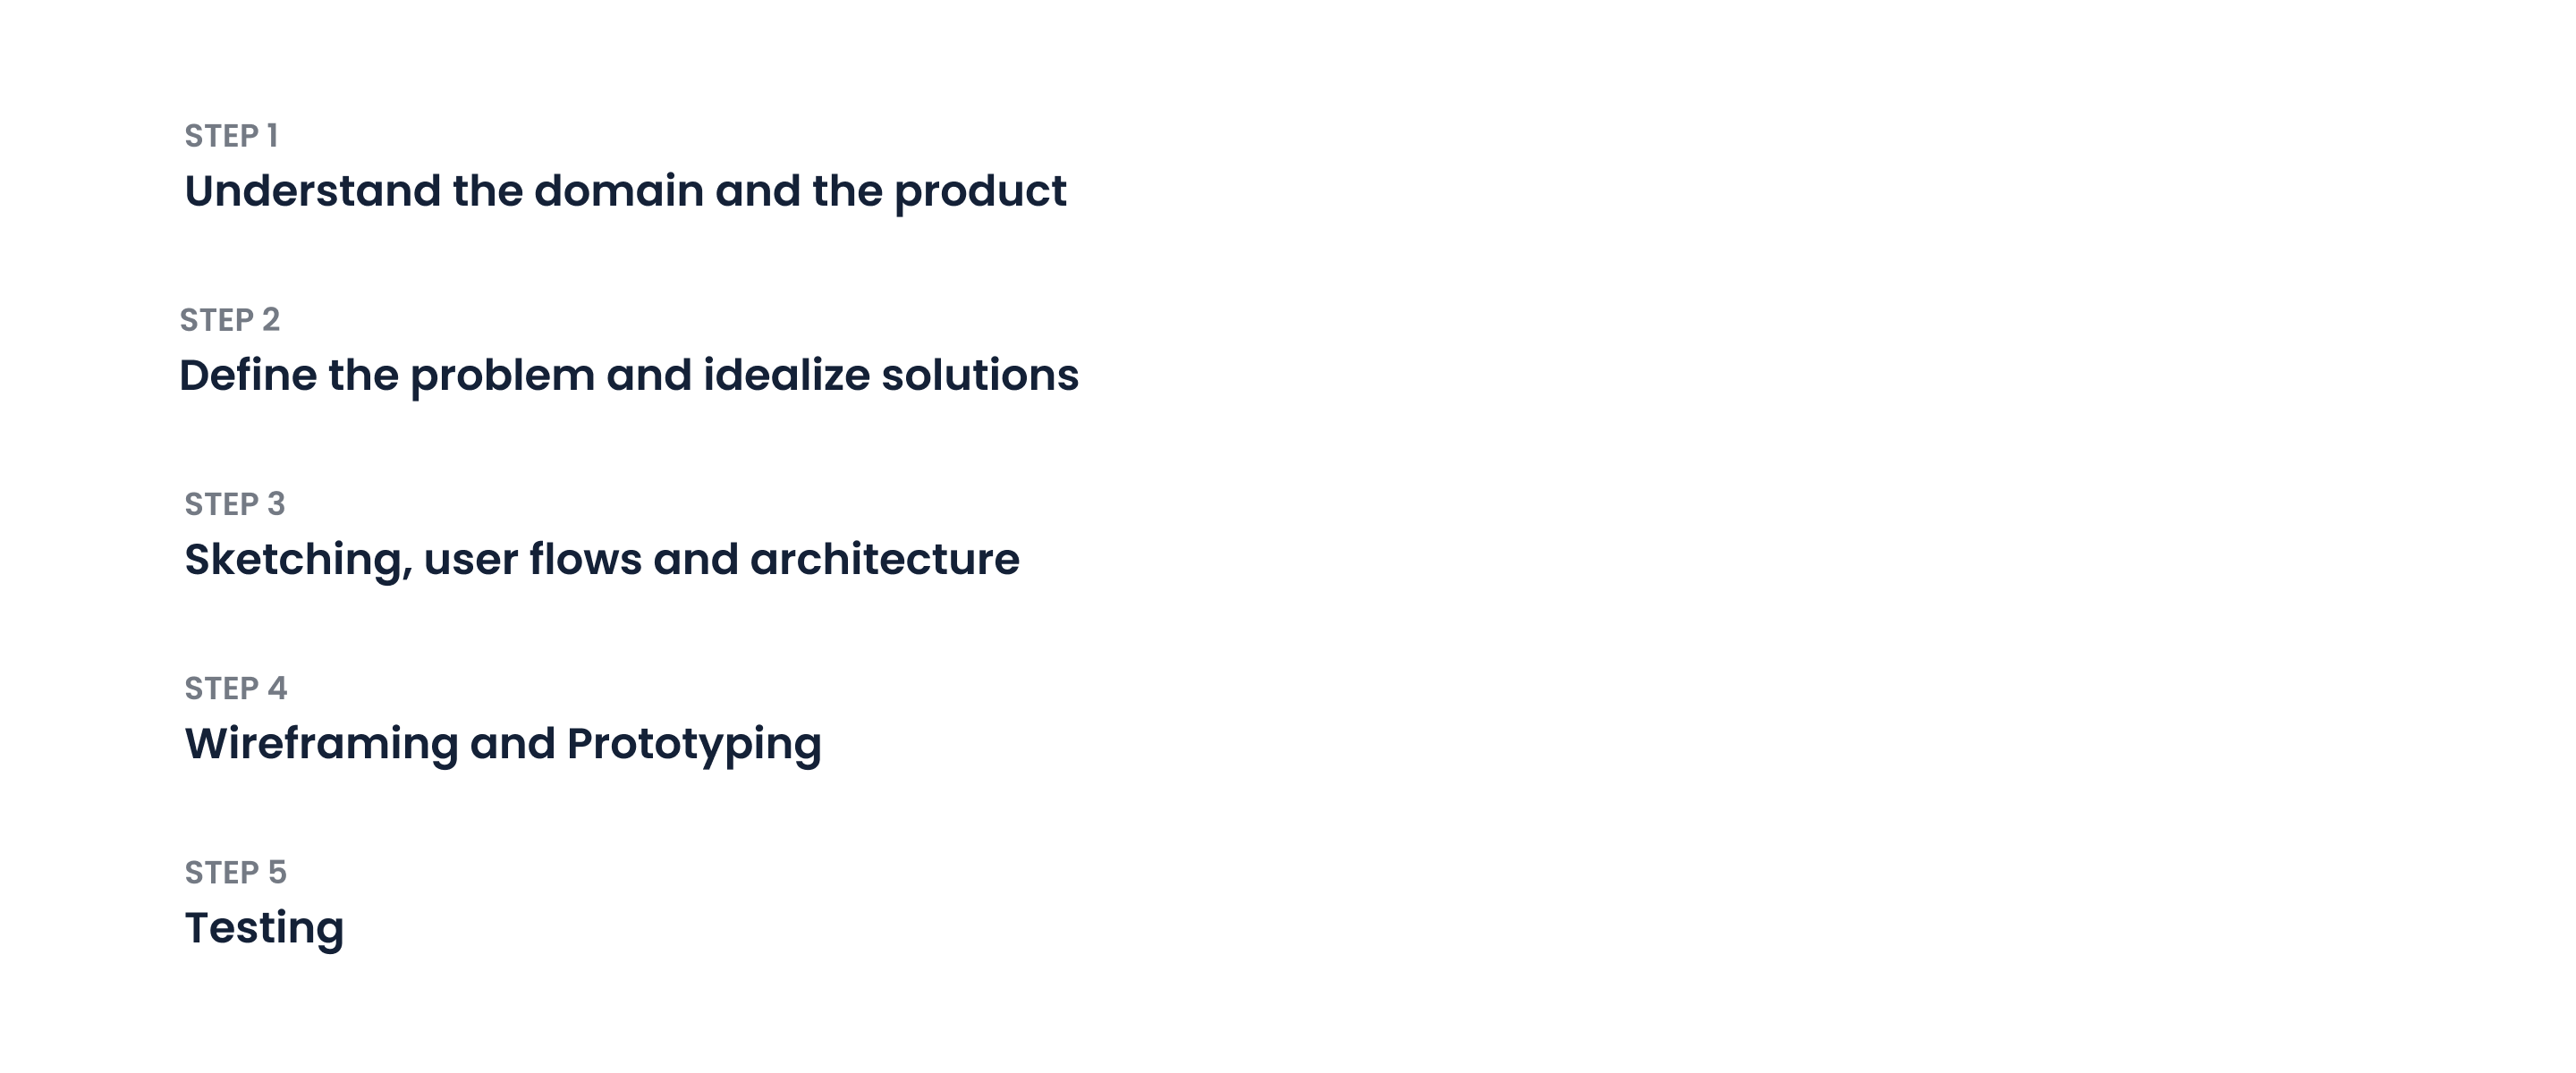 STEP 1
Understand the domain and the product
STEP 2
Define the problem and idealize solutions
STEP 3
Sketching, user flows and architecture
STEP 4
Wireframing and Prototyping
STEP 5
Testing